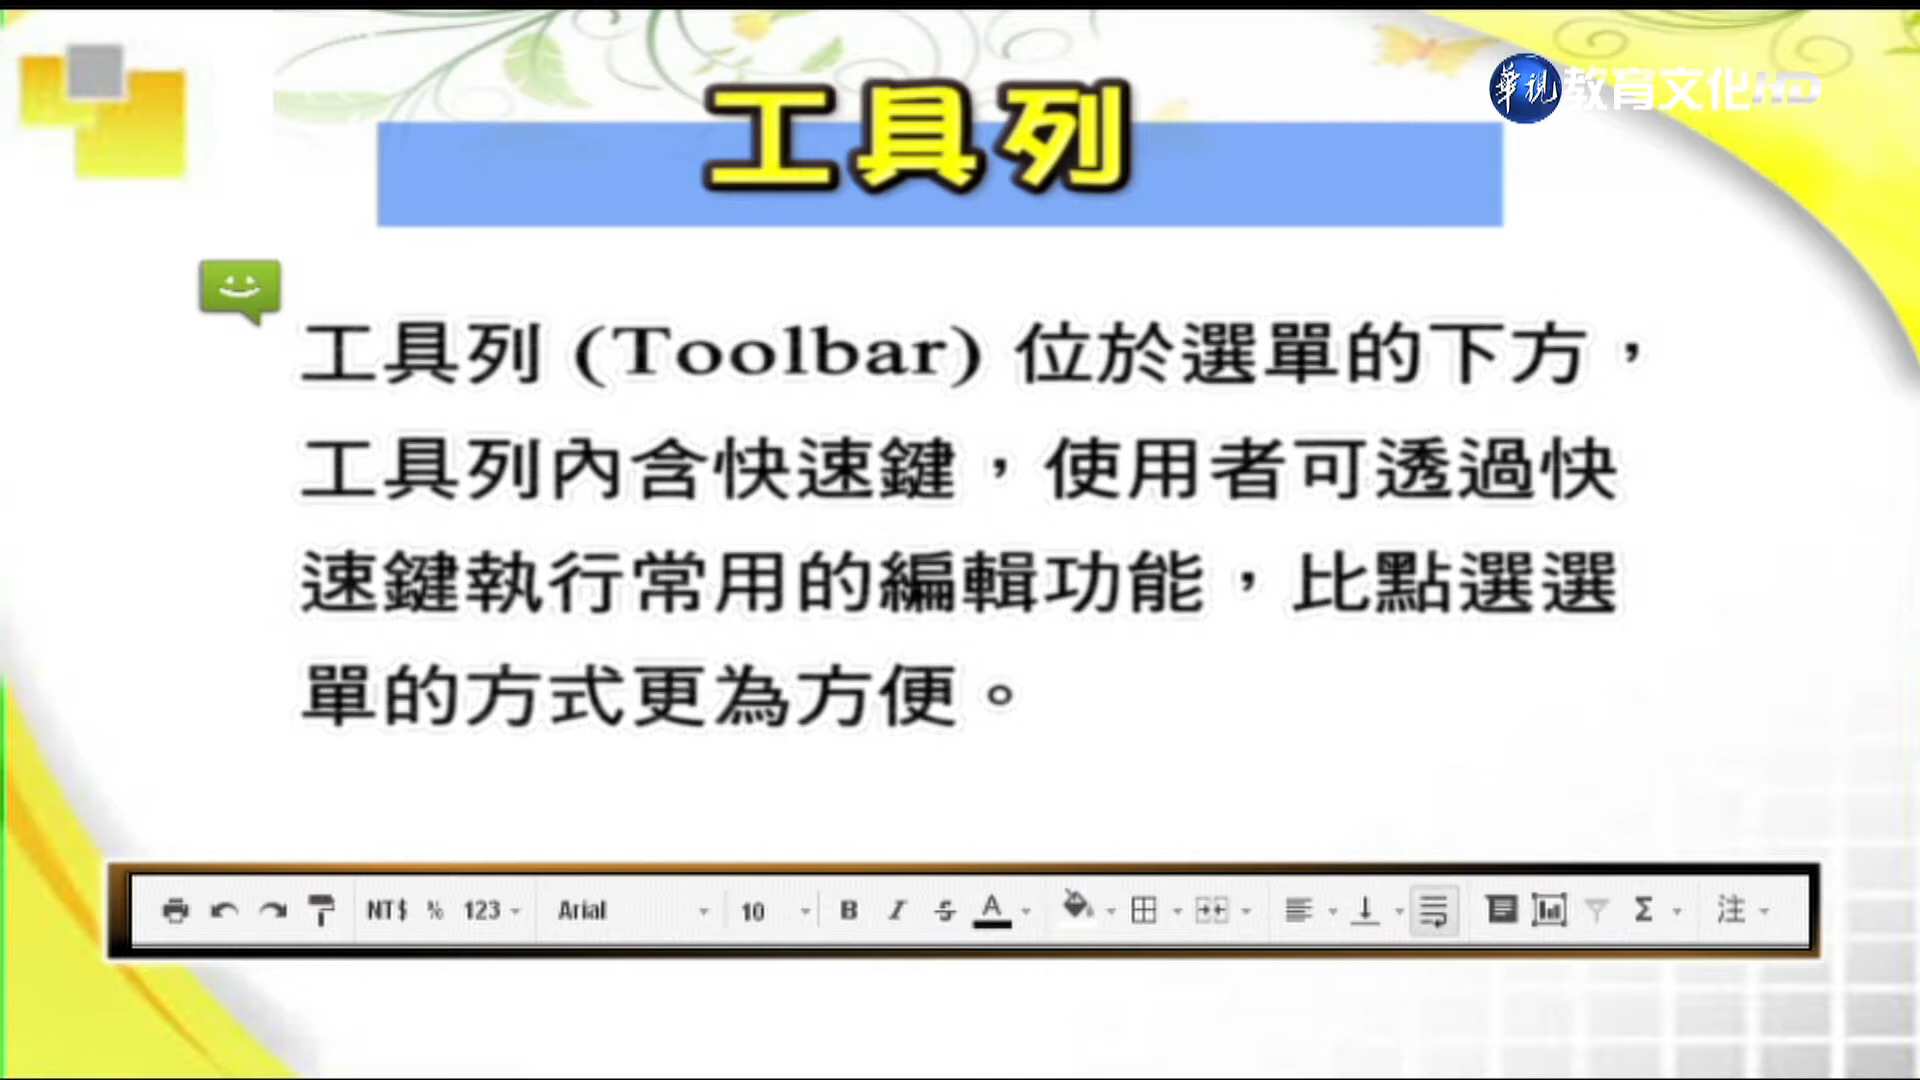 華視 教育文化HD
工具列
工具列 (Toolbar) 位於選單的下方，
工具列內含快速鍵，使用者可透過快
速鍵執行常用的編輯功能，比點選選
單的方式更為方便。
NT$ % 123 Arial 10 B I S A Σ 注